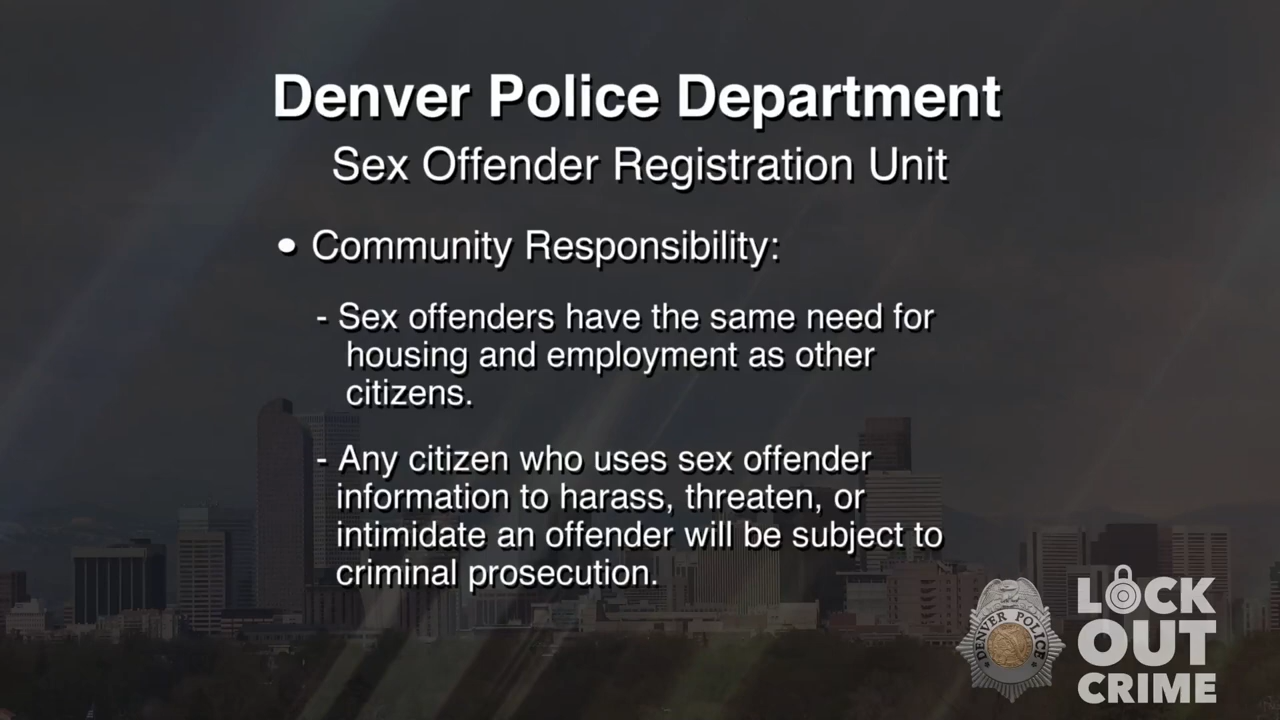 Denver Police Department
Sex Offender Registration Unit
• Community Responsibility:
- Sex offenders have the same need for
housing and employment as other
citizens.
- Any citizen who uses sex offender
information to harass, threaten, or
intimidate an offender will be subject to
criminal prosecution.
DENVER POLICE
LOCK
OUT
CRIME